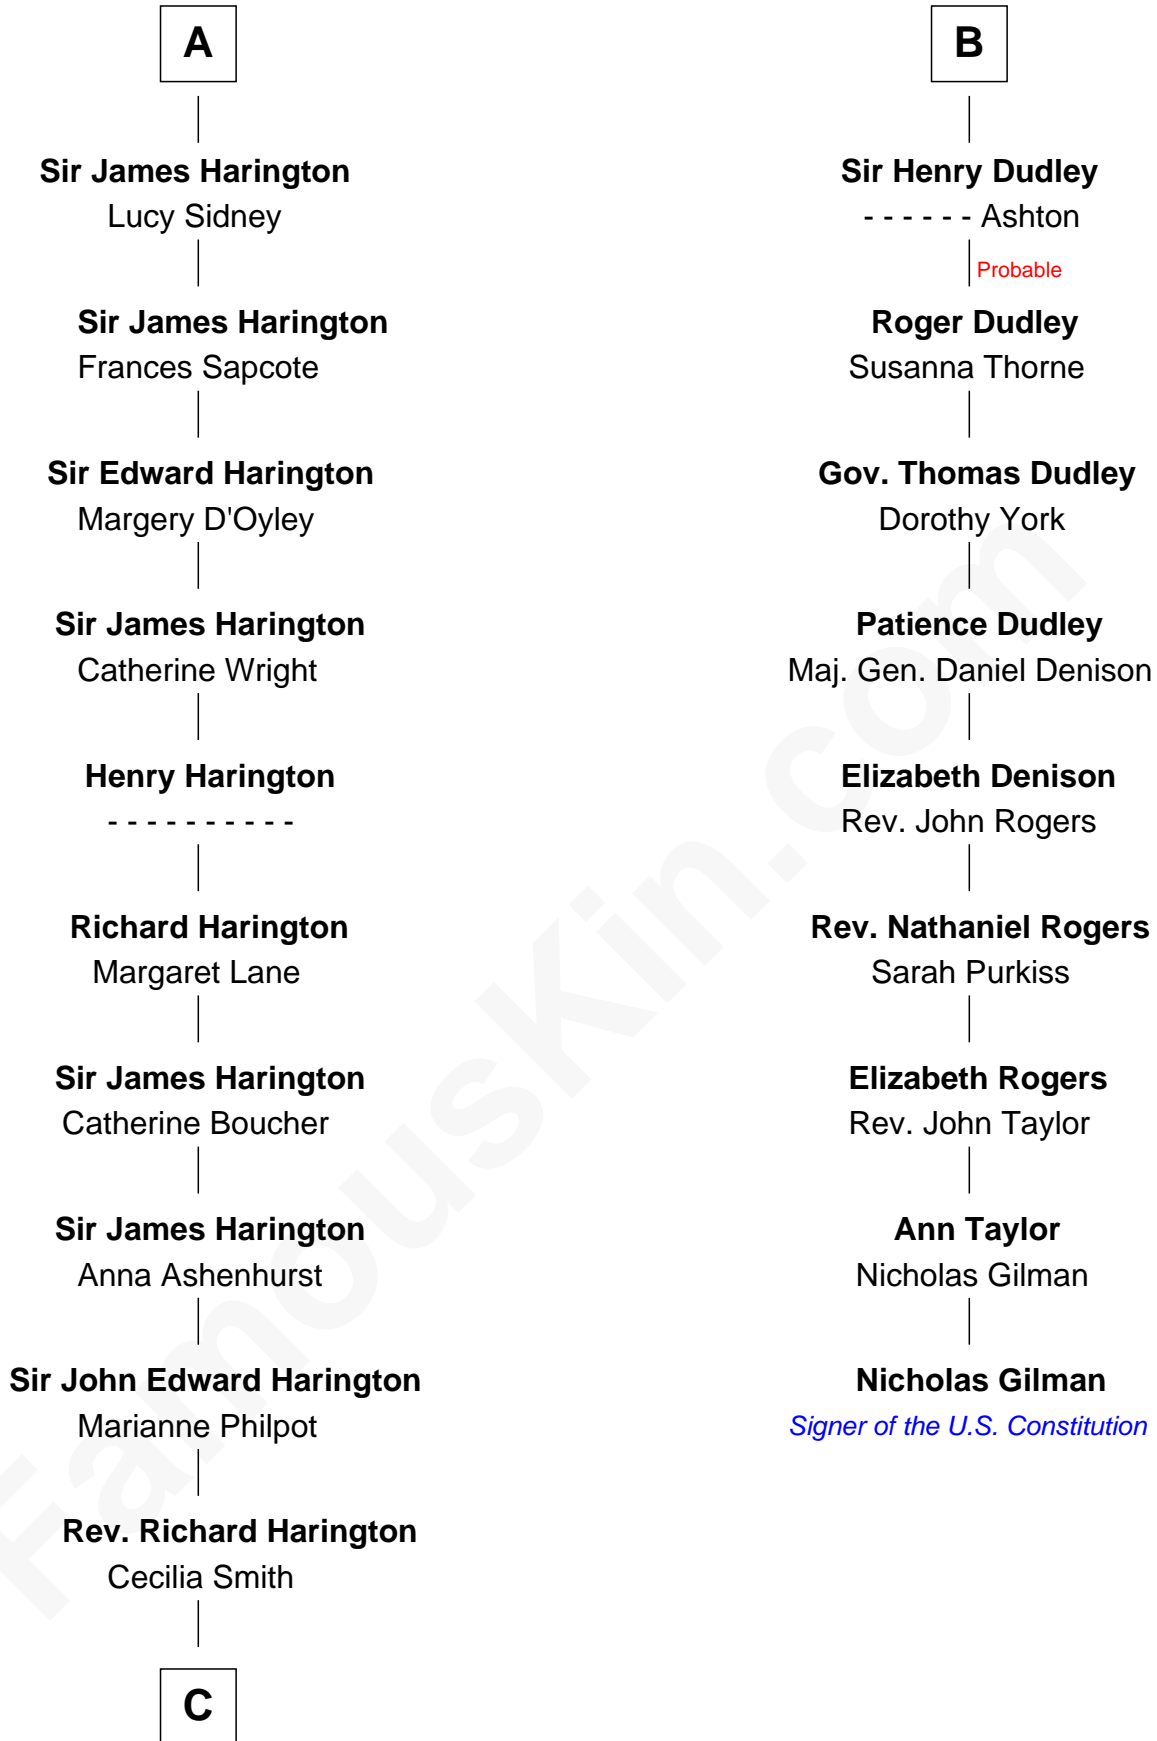 A
Sir James Harington
Lucy Sidney
Sir James Harington
Frances Sapcote
Sir Edward Harington
Margery D'Oyley
Sir James Harington
Catherine Wright
Henry Harington
- - - - - - - - - -
Richard Harington
Margaret Lane
Sir James Harington
Catherine Boucher
Sir James Harington
Anna Ashenhurst
Sir John Edward Harington
Marianne Philpot
Rev. Richard Harington
Cecilia Smith
C
B
Sir Henry Dudley
- - - - - - Ashton
Probable
Roger Dudley
Susanna Thorne
Gov. Thomas Dudley
Dorothy York
Patience Dudley
Maj. Gen. Daniel Denison
Elizabeth Denison
Rev. John Rogers
Rev. Nathaniel Rogers
Sarah Purkiss
Elizabeth Rogers
Rev. John Taylor
Ann Taylor
Nicholas Gilman
Nicholas Gilman
Signer of the U.S. Constitution
FamousKin.com